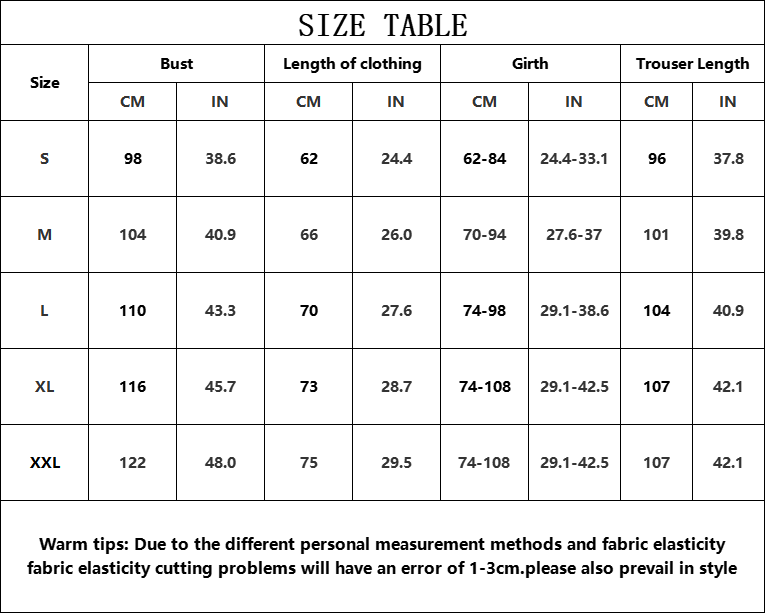 SIZE TABLE
Size Bust Length of clothing Girth Trouser Length
CM IN CM IN CM IN CM IN
S 98 38.6 62 24.4 62-84 24.4-33.1 96 37.8
M 104 40.9 66 26.0 70-94 27.6-37 101 39.8
L 110 43.3 70 27.6 74-98 29.1-38.6 104 40.9
XL 116 45.7 73 28.7 74-108 29.1-42.5 107 42.1
XXL 122 48.0 75 29.5 74-108 29.1-42.5 107 42.1
Warm tips: Due to the different personal measurement methods and fabric elasticity
fabric elasticity cutting problems will have an error of 1-3cm.please also prevail in style